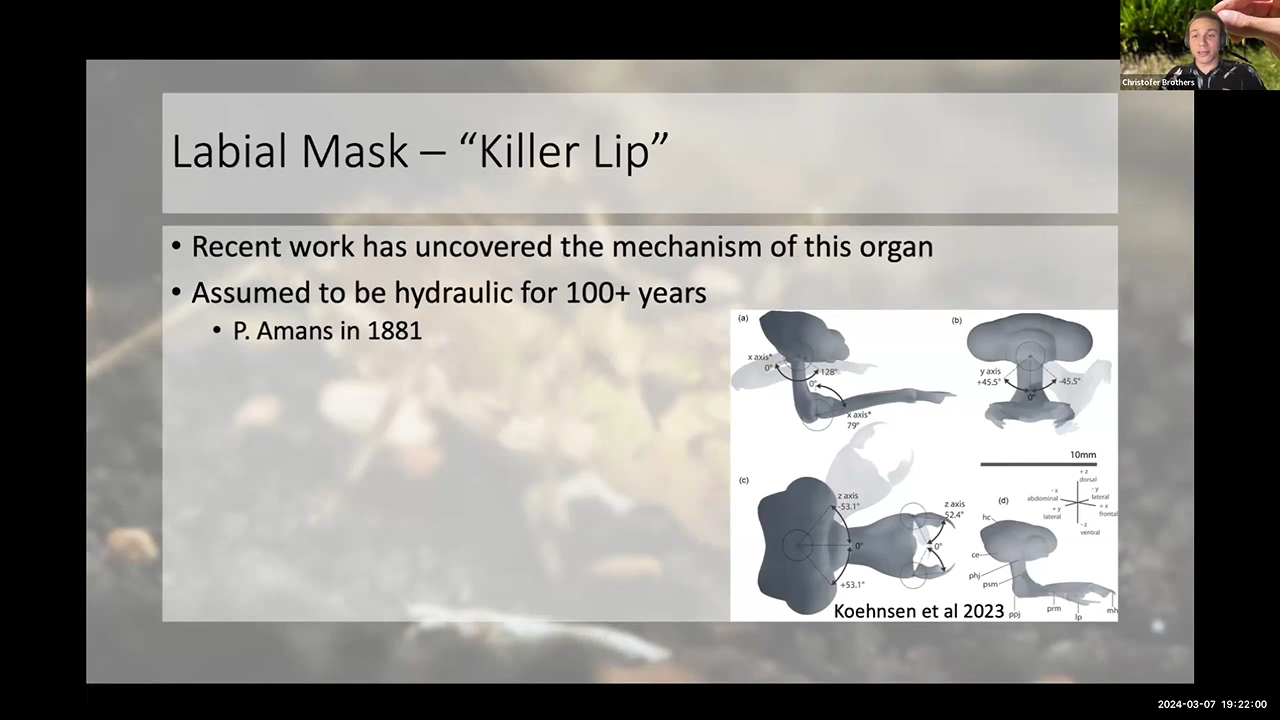 Christofer Brothers
Labial Mask – “Killer Lip”
• Recent work has uncovered the mechanism of this organ
• Assumed to be hydraulic for 100+ years
• P. Amans in 1881
(a)
x axis*
0°
128°
0°
x axis*
79°
(b)
y axis
+45.5°
-45.5°
0°
10mm
(c)
z axis
-53.1°
0°
+53.1°
z axis
52.4°
0°
+ z
dorsal
- x
abdominal
- y
lateral
+ y
lateral
+ x
frontal
- z
ventral
(d)
hc
ce
phj
psm
ppj
prm
lp
mh
Koehnsen et al 2023
2024-03-07 19:22:00